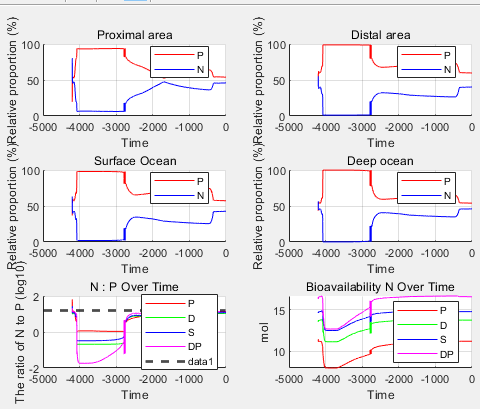 Proximal area
Relative proportion (%)
100
50
0
P
N
-5000 -4000 -3000 -2000 -1000 0
Time
Distal area
Relative proportion (%)
100
50
0
P
N
-5000 -4000 -3000 -2000 -1000 0
Time
Surface Ocean
Relative proportion (%)
100
50
0
P
N
-5000 -4000 -3000 -2000 -1000 0
Time
Deep ocean
Relative proportion (%)
100
50
0
P
N
-5000 -4000 -3000 -2000 -1000 0
Time
N : P Over Time
The ratio of N to P (log10)
2
0
-2
P
D
S
DP
data1
-5000 -4000 -3000 -2000 -1000 0
Time
Bioavailability N Over Time
mol
15
10
P
D
S
DP
-5000 -4000 -3000 -2000 -1000 0
Time